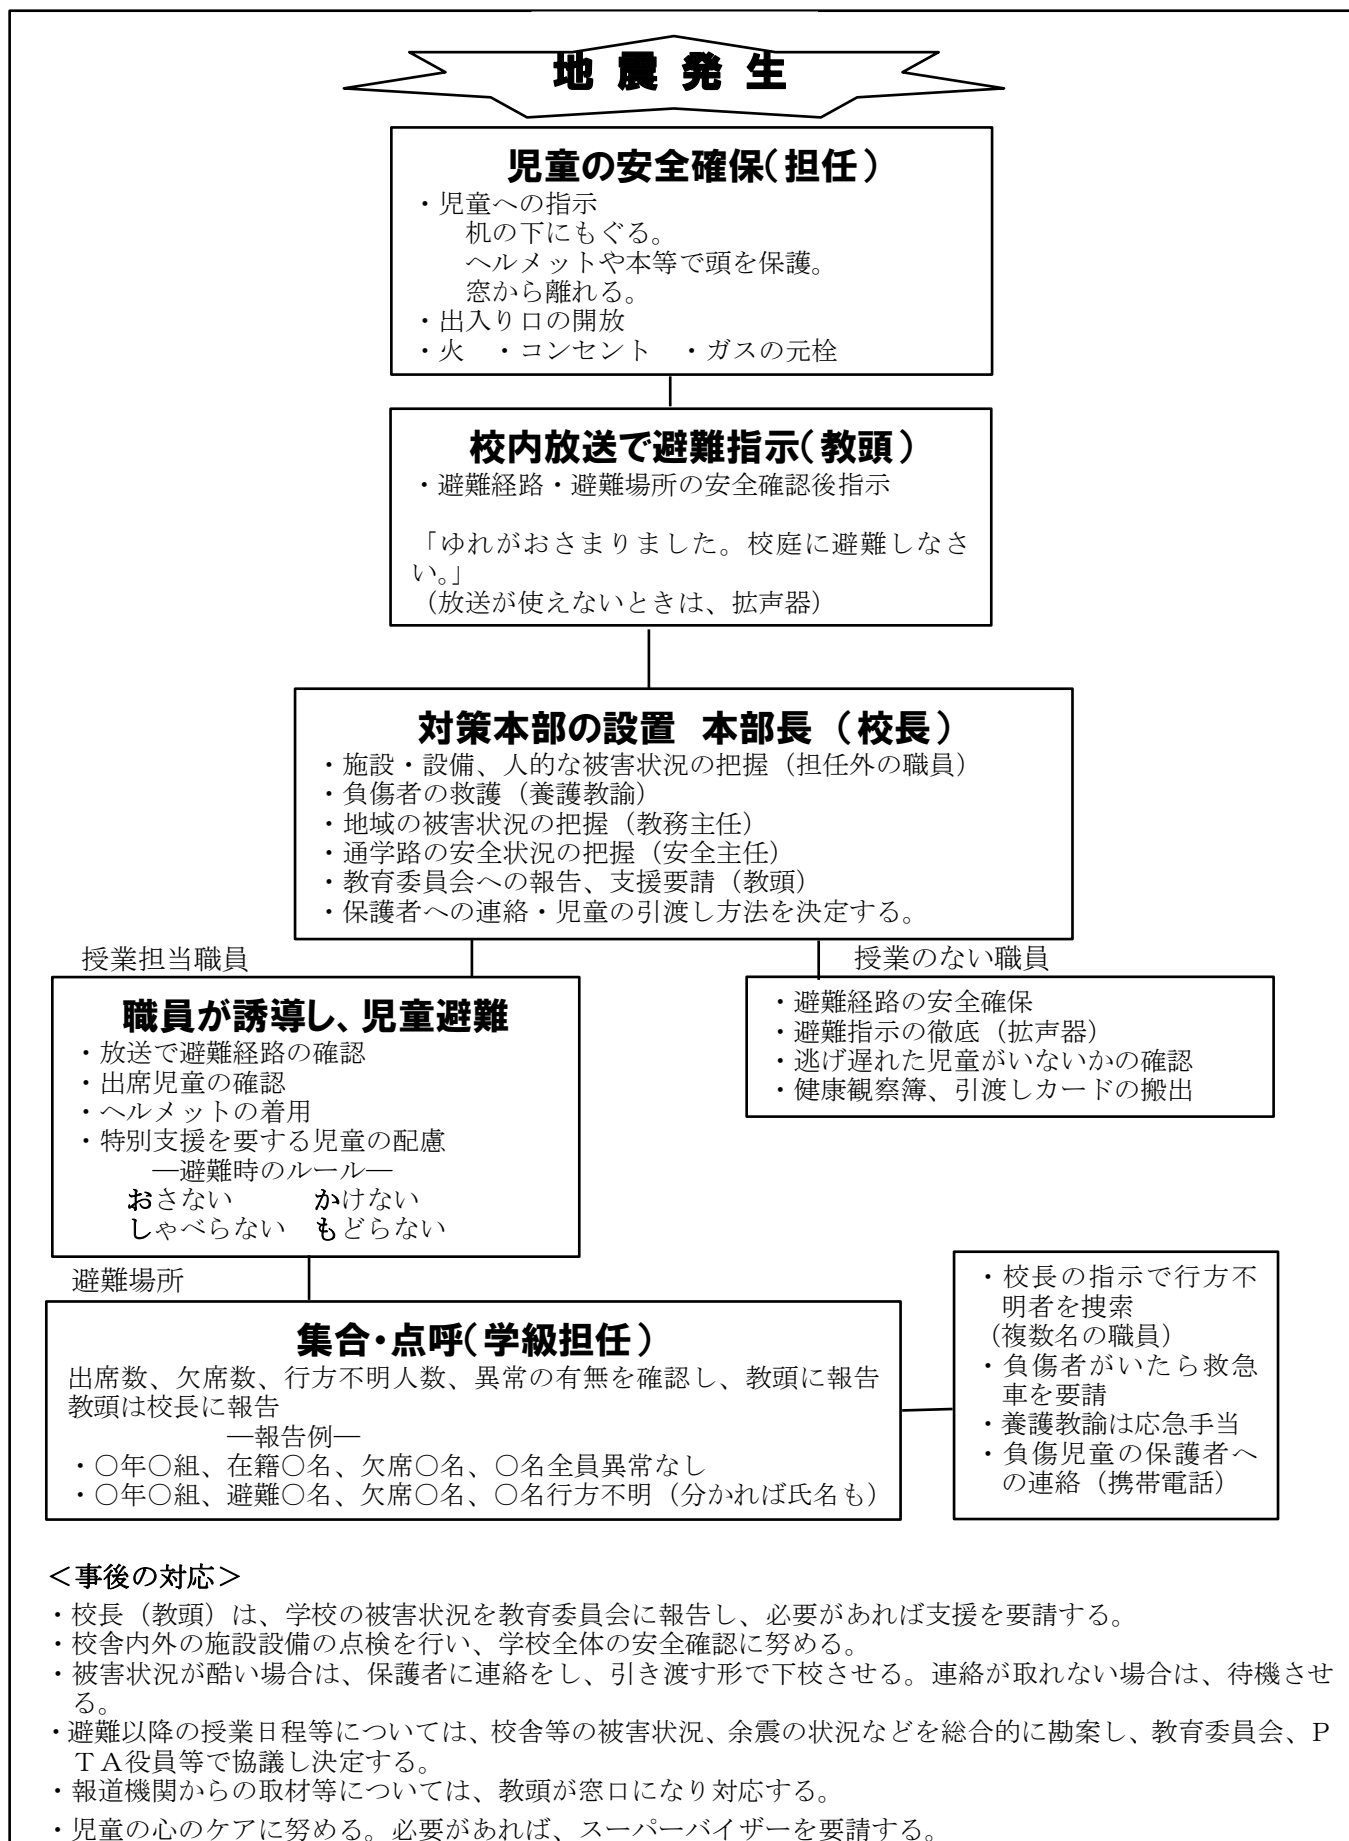 地震発生
児童の安全確保（担任）
・児童への指示
机の下にもぐる。
ヘルメットや本等で頭を保護。
窓から離れる。
・出入り口の開放
・火　・コンセント　・ガスの元栓
校内放送で避難指示（教頭）
・避難経路・避難場所の安全確認後指示
「ゆれがおさまりました。校庭に避難しなさ
い。」
（放送が使えないときは、拡声器）
対策本部の設置　本部長（校長）
・施設・設備、人的な被害状況の把握（担任外の職員）
・負傷者の救護（養護教諭）
・地域の被害状況の把握（教務主任）
・通学路の安全状況の把握（安全主任）
・教育委員会への報告、支援要請（教頭）
・保護者への連絡・児童の引渡し方法を決定する。
授業担当職員
職員が誘導し、児童避難
・放送で避難経路の確認
・出席児童の確認
・ヘルメットの着用
・特別支援を要する児童の配慮
―避難時のルール―
おさない　　　かけない
しゃべらない　もどらない
授業のない職員
・避難経路の安全確保
・避難指示の徹底（拡声器）
・逃げ遅れた児童がいないかの確認
・健康観察簿、引渡しカードの搬出
避難場所
集合・点呼（学級担任）
出席数、欠席数、行方不明人数、異常の有無を確認し、教頭に報告
教頭は校長に報告
―報告例―
・○年○組、在籍○名、欠席○名、○名全員異常なし
・○年○組、避難○名、欠席○名、○名行方不明（分かれば氏名も）
・校長の指示で行方不
明者を捜索
（複数名の職員）
・負傷者がいたら救急
車を要請
・養護教諭は応急手当
・負傷児童の保護者へ
の連絡（携帯電話）
＜事後の対応＞
・校長（教頭）は、学校の被害状況を教育委員会に報告し、必要があれば支援を要請する。
・校舎内外の施設設備の点検を行い、学校全体の安全確認に努める。
・被害状況が酷い場合は、保護者に連絡をし、引き渡す形で下校させる。連絡が取れない場合は、待機させ
る。
・避難以降の授業日程等については、校舎等の被害状況、余震の状況などを総合的に勘案し、教育委員会、Ｐ
ＴＡ役員等で協議し決定する。
・報道機関からの取材等については、教頭が窓口になり対応する。
・児童の心のケアに努める。必要があれば、スーパーバイザーを要請する。